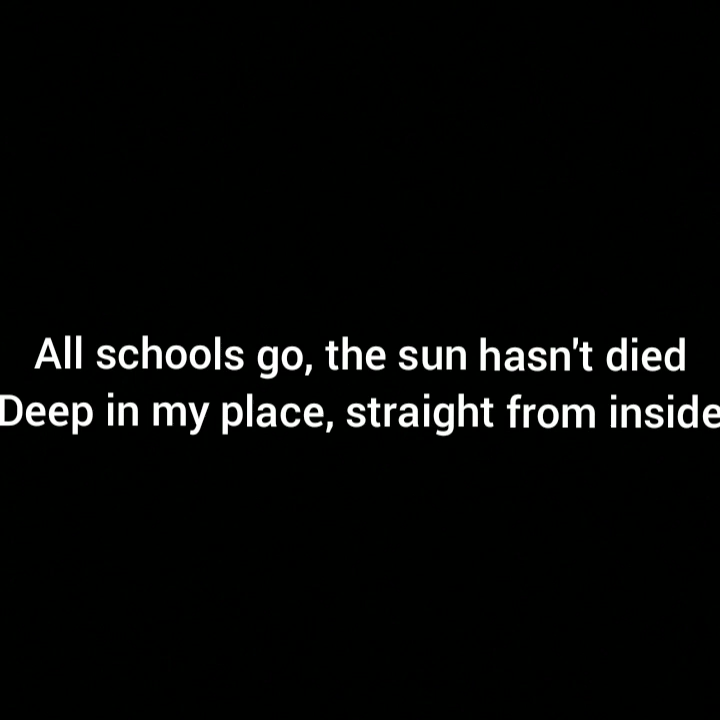 All schools go, the sun hasn't died
Deep in my place, straight from inside